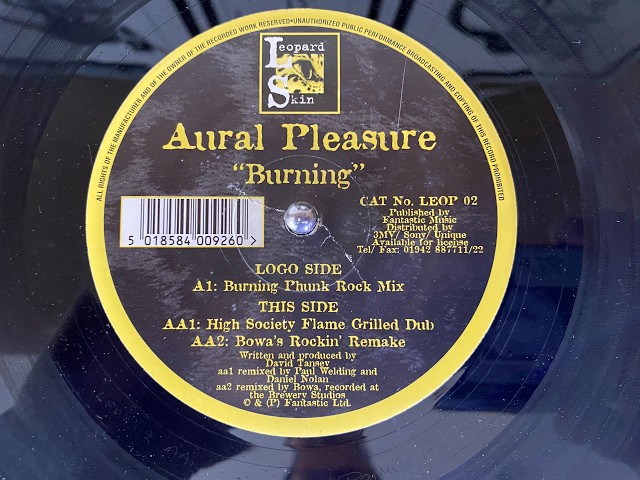 ALL RIGHTS OF THE MANUFACTURER AND OF THE OWNER OF THE RECORDED WORK RESERVED•UNAUTHORIZED PUBLIC PERFORMANCE BROADCASTING AND COPYING OF THIS RECORD PROHIBITED
Leopard
Skin
Aural Pleasure
“Burning”
5 018584 009260 >
CAT No. LEOP 02
Published by
Fantastic Music
Distributed by
3MV/ Sony/ Unique
Available for license
Tel/ Fax: 01942 887711/22
LOGO SIDE
A1: Burning Phunk Rock Mix
THIS SIDE
AA1: High Society Flame Grilled Dub
AA2: Bowa's Rockin' Remake
Written and produced by
David Tansey
aa1 remixed by Paul Welding and
Daniel Nolan
aa2 remixed by Bowa, recorded at
the Brewery Studios
© & (P) Fantastic Ltd.